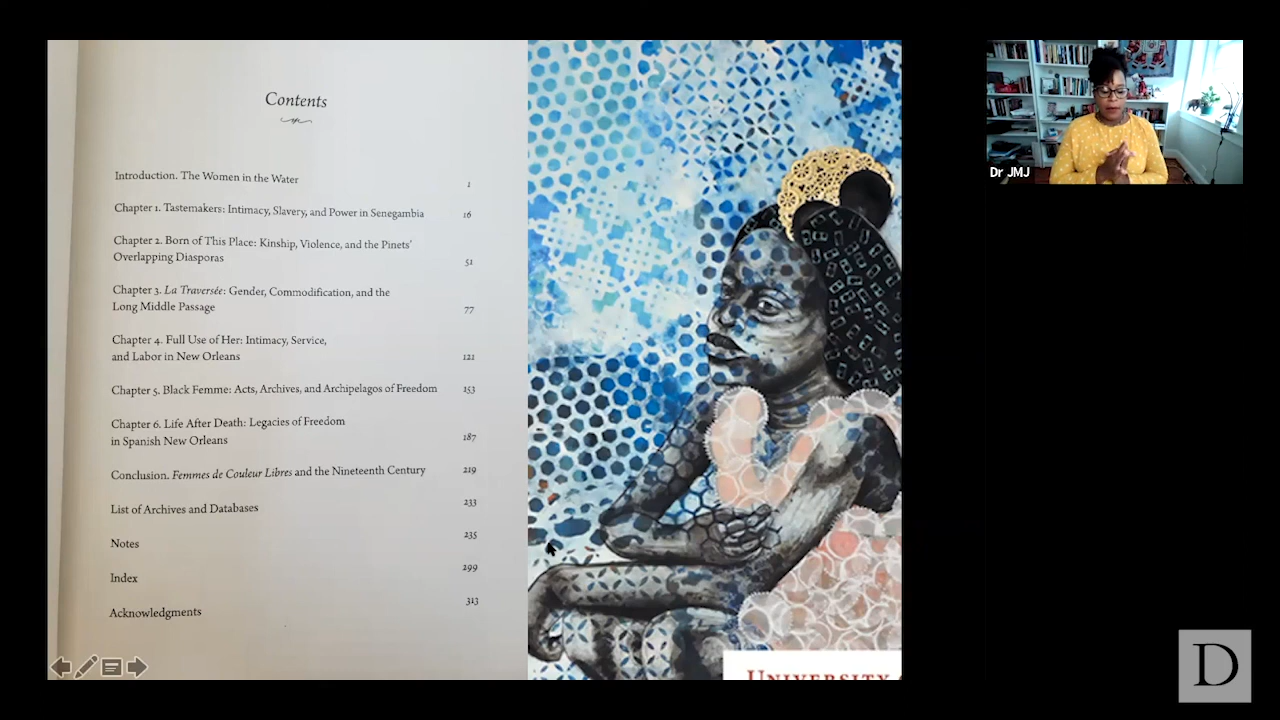 Contents
Introduction. The Women in the Water 1
Chapter 1. Tastemakers: Intimacy, Slavery, and Power in Senegambia 16
Chapter 2. Born of This Place: Kinship, Violence, and the Pinets'
Overlapping Diasporas 51
Chapter 3. La Traversée: Gender, Commodification, and the
Long Middle Passage 77
Chapter 4. Full Use of Her: Intimacy, Service,
and Labor in New Orleans 121
Chapter 5. Black Femme: Acts, Archives, and Archipelagos of Freedom 153
Chapter 6. Life After Death: Legacies of Freedom
in Spanish New Orleans 187
Conclusion. Femmes de Couleur Libres and the Nineteenth Century 219
List of Archives and Databases 233
Notes 235
Index 299
Acknowledgments 313
UNIVERSITY
Dr JMJ
D